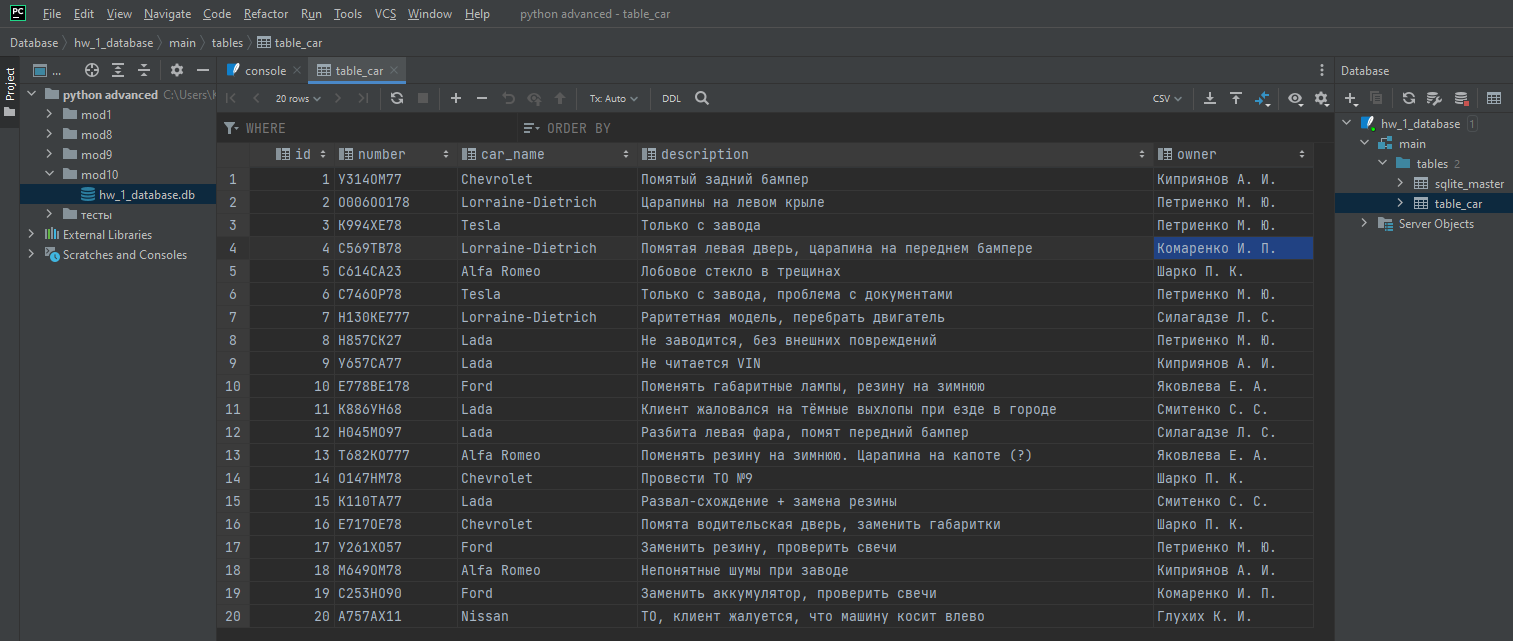 PC File Edit View Navigate Code Refactor Run Tools VCS Window Help python advanced - table_car
Database hw_1_database main tables table_car
Project
... console table_car Database
20 rows Tx: Auto DDL CSV
WHERE ORDER BY
python advanced C:\Users\
mod1
mod8
mod9
mod10
hw_1_database.db
тесты
External Libraries
Scratches and Consoles
id number car_name description owner
1 1 У314ОМ77 Chevrolet Помятый задний бампер Киприянов А. И.
2 2 О006ОО178 Lorraine-Dietrich Царапины на левом крыле Петриенко М. Ю.
3 3 К994ХЕ78 Tesla Только с завода Петриенко М. Ю.
4 4 С569ТВ78 Lorraine-Dietrich Помятая левая дверь, царапина на переднем бампере Комаренко И. П.
5 5 С614СА23 Alfa Romeo Лобовое стекло в трещинах Шарко П. К.
6 6 С746ОР78 Tesla Только с завода, проблема с документами Петриенко М. Ю.
7 7 Н130КЕ777 Lorraine-Dietrich Раритетная модель, перебрать двигатель Силагадзе Л. С.
8 8 Н857СК27 Lada Не заводится, без внешних повреждений Петриенко М. Ю.
9 9 У657СА77 Lada Не читается VIN Киприянов А. И.
10 10 Е778ВЕ178 Ford Поменять габаритные лампы, резину на зимнюю Яковлева Е. А.
11 11 К886УН68 Lada Клиент жаловался на тёмные выхлопы при езде в городе Смитенко С. С.
12 12 Н045МО97 Lada Разбита левая фара, помят передний бампер Силагадзе Л. С.
13 13 Т682КО777 Alfa Romeo Поменять резину на зимнюю. Царапина на капоте (?) Яковлева Е. А.
14 14 О147НМ78 Chevrolet Провести ТО №9 Шарко П. К.
15 15 К110ТА77 Lada Развал-схождение + замена резины Смитенко С. С.
16 16 Е717ОЕ78 Chevrolet Помята водительская дверь, заменить габаритки Шарко П. К.
17 17 У261ХО57 Ford Заменить резину, проверить свечи Петриенко М. Ю.
18 18 М649ОМ78 Alfa Romeo Непонятные шумы при заводе Киприянов А. И.
19 19 С253НО90 Ford Заменить аккумулятор, проверить свечи Комаренко И. П.
20 20 А757АХ11 Nissan ТО, клиент жалуется, что машину косит влево Глухих К. И.
hw_1_database 1
main
tables 2
sqlite_master
table_car
Server Objects